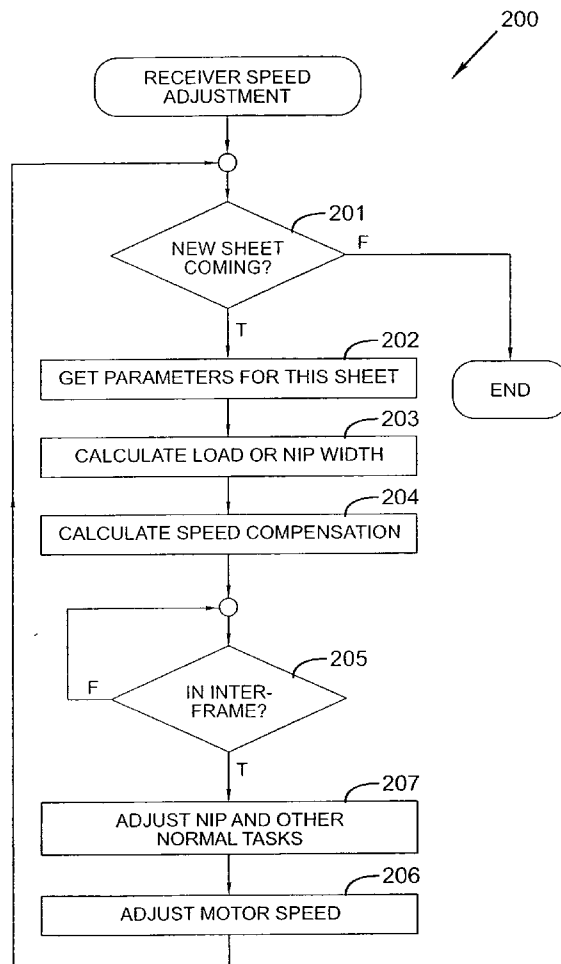 200
RECEIVER SPEED
ADJUSTMENT
201
NEW SHEET
COMING?
F
T
202
GET PARAMETERS FOR THIS SHEET
END
203
CALCULATE LOAD OR NIP WIDTH
204
CALCULATE SPEED COMPENSATION
205
IN INTER-
FRAME?
F
T
207
ADJUST NIP AND OTHER
NORMAL TASKS
206
ADJUST MOTOR SPEED